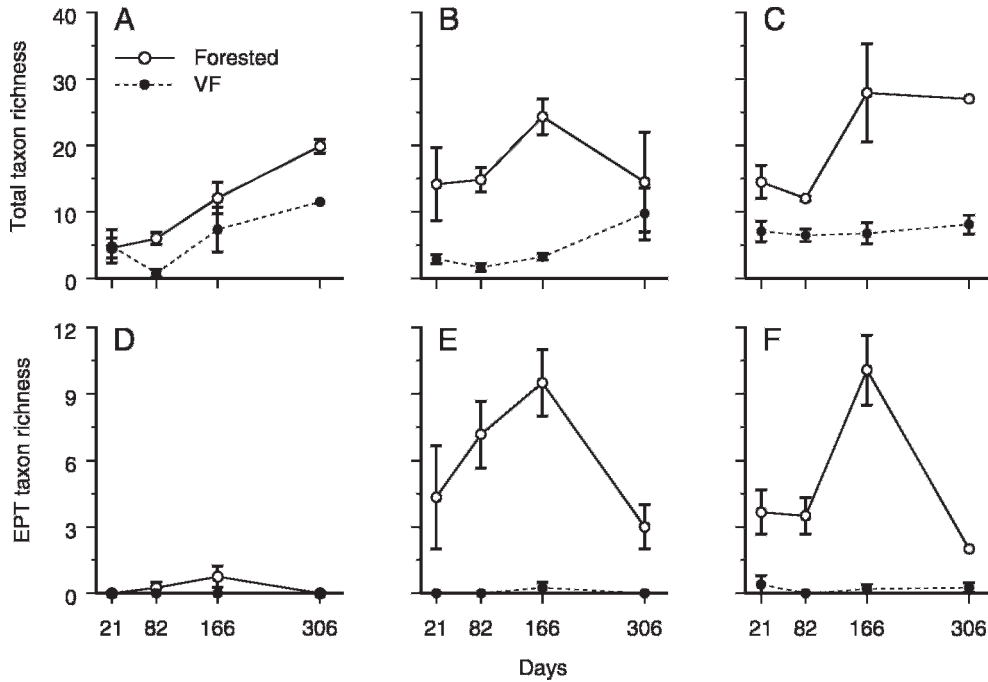 A
B
C
Forested
VF
Total taxon richness
40
30
20
10
0
D
E
F
EPT taxon richness
12
9
6
3
0
21 82 166 306
21 82 166 306
21 82 166 306
Days